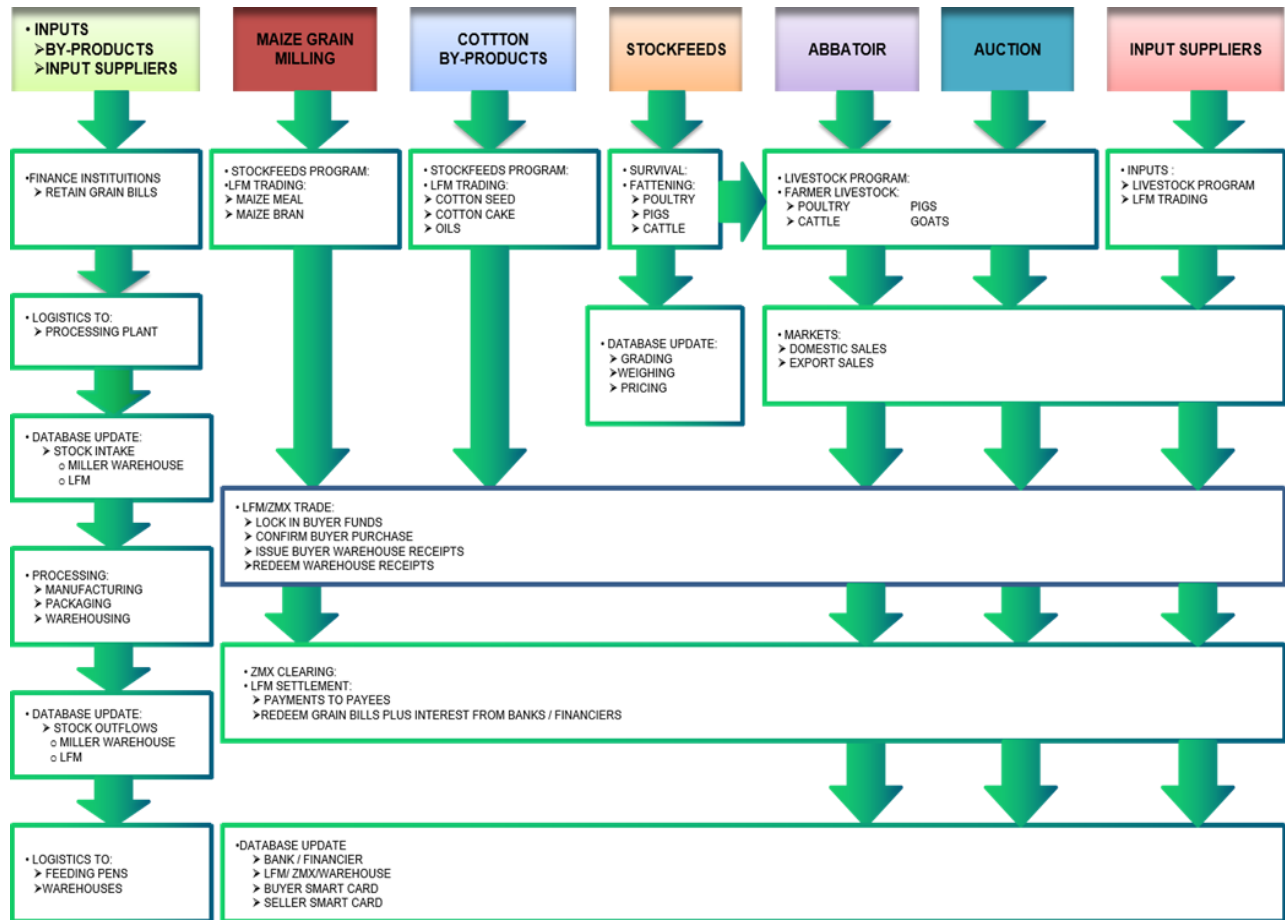 • INPUTS
➢BY-PRODUCTS
➢INPUT SUPPLIERS
MAIZE GRAIN
MILLING
COTTTON
BY-PRODUCTS
STOCKFEEDS
ABBATOIR
AUCTION
INPUT SUPPLIERS
•FINANCE INSTITUITIONS
➢ RETAIN GRAIN BILLS
• STOCKFEEDS PROGRAM:
•LFM TRADING:
➢ MAIZE MEAL
➢ MAIZE BRAN
• STOCKFEEDS PROGRAM:
• LFM TRADING:
➢ COTTON SEED
➢ COTTON CAKE
➢ OILS
• SURVIVAL:
• FATTENING:
➢ POULTRY
➢ PIGS
➢ CATTLE
• LIVESTOCK PROGRAM:
• FARMER LIVESTOCK:
➢ POULTRY PIGS
➢ CATTLE GOATS
• INPUTS :
➢ LIVESTOCK PROGRAM
➢ LFM TRADING
• LOGISTICS TO:
➢ PROCESSING PLANT
• DATABASE UPDATE:
➢ GRADING
➢WEIGHING
➢ PRICING
• MARKETS:
➢ DOMESTIC SALES
➢ EXPORT SALES
• DATABASE UPDATE:
➢ STOCK INTAKE
o MILLER WAREHOUSE
o LFM
• LFM/ZMX TRADE:
➢ LOCK IN BUYER FUNDS
➢ CONFIRM BUYER PURCHASE
➢ ISSUE BUYER WAREHOUSE RECEIPTS
➢REDEEM WAREHOUSE RECEIPTS
• PROCESSING:
➢ MANUFACTURING
➢ PACKAGING
➢ WAREHOUSING
• ZMX CLEARING:
• LFM SETTLEMENT:
➢ PAYMENTS TO PAYEES
➢REDEEM GRAIN BILLS PLUS INTEREST FROM BANKS / FINANCIERS
• DATABASE UPDATE:
➢ STOCK OUTFLOWS
o MILLER WAREHOUSE
o LFM
• LOGISTICS TO:
➢ FEEDING PENS
➢WAREHOUSES
•DATABASE UPDATE
➢ BANK / FINANCIER
➢ LFM/ ZMX/WAREHOUSE
➢ BUYER SMART CARD
➢ SELLER SMART CARD